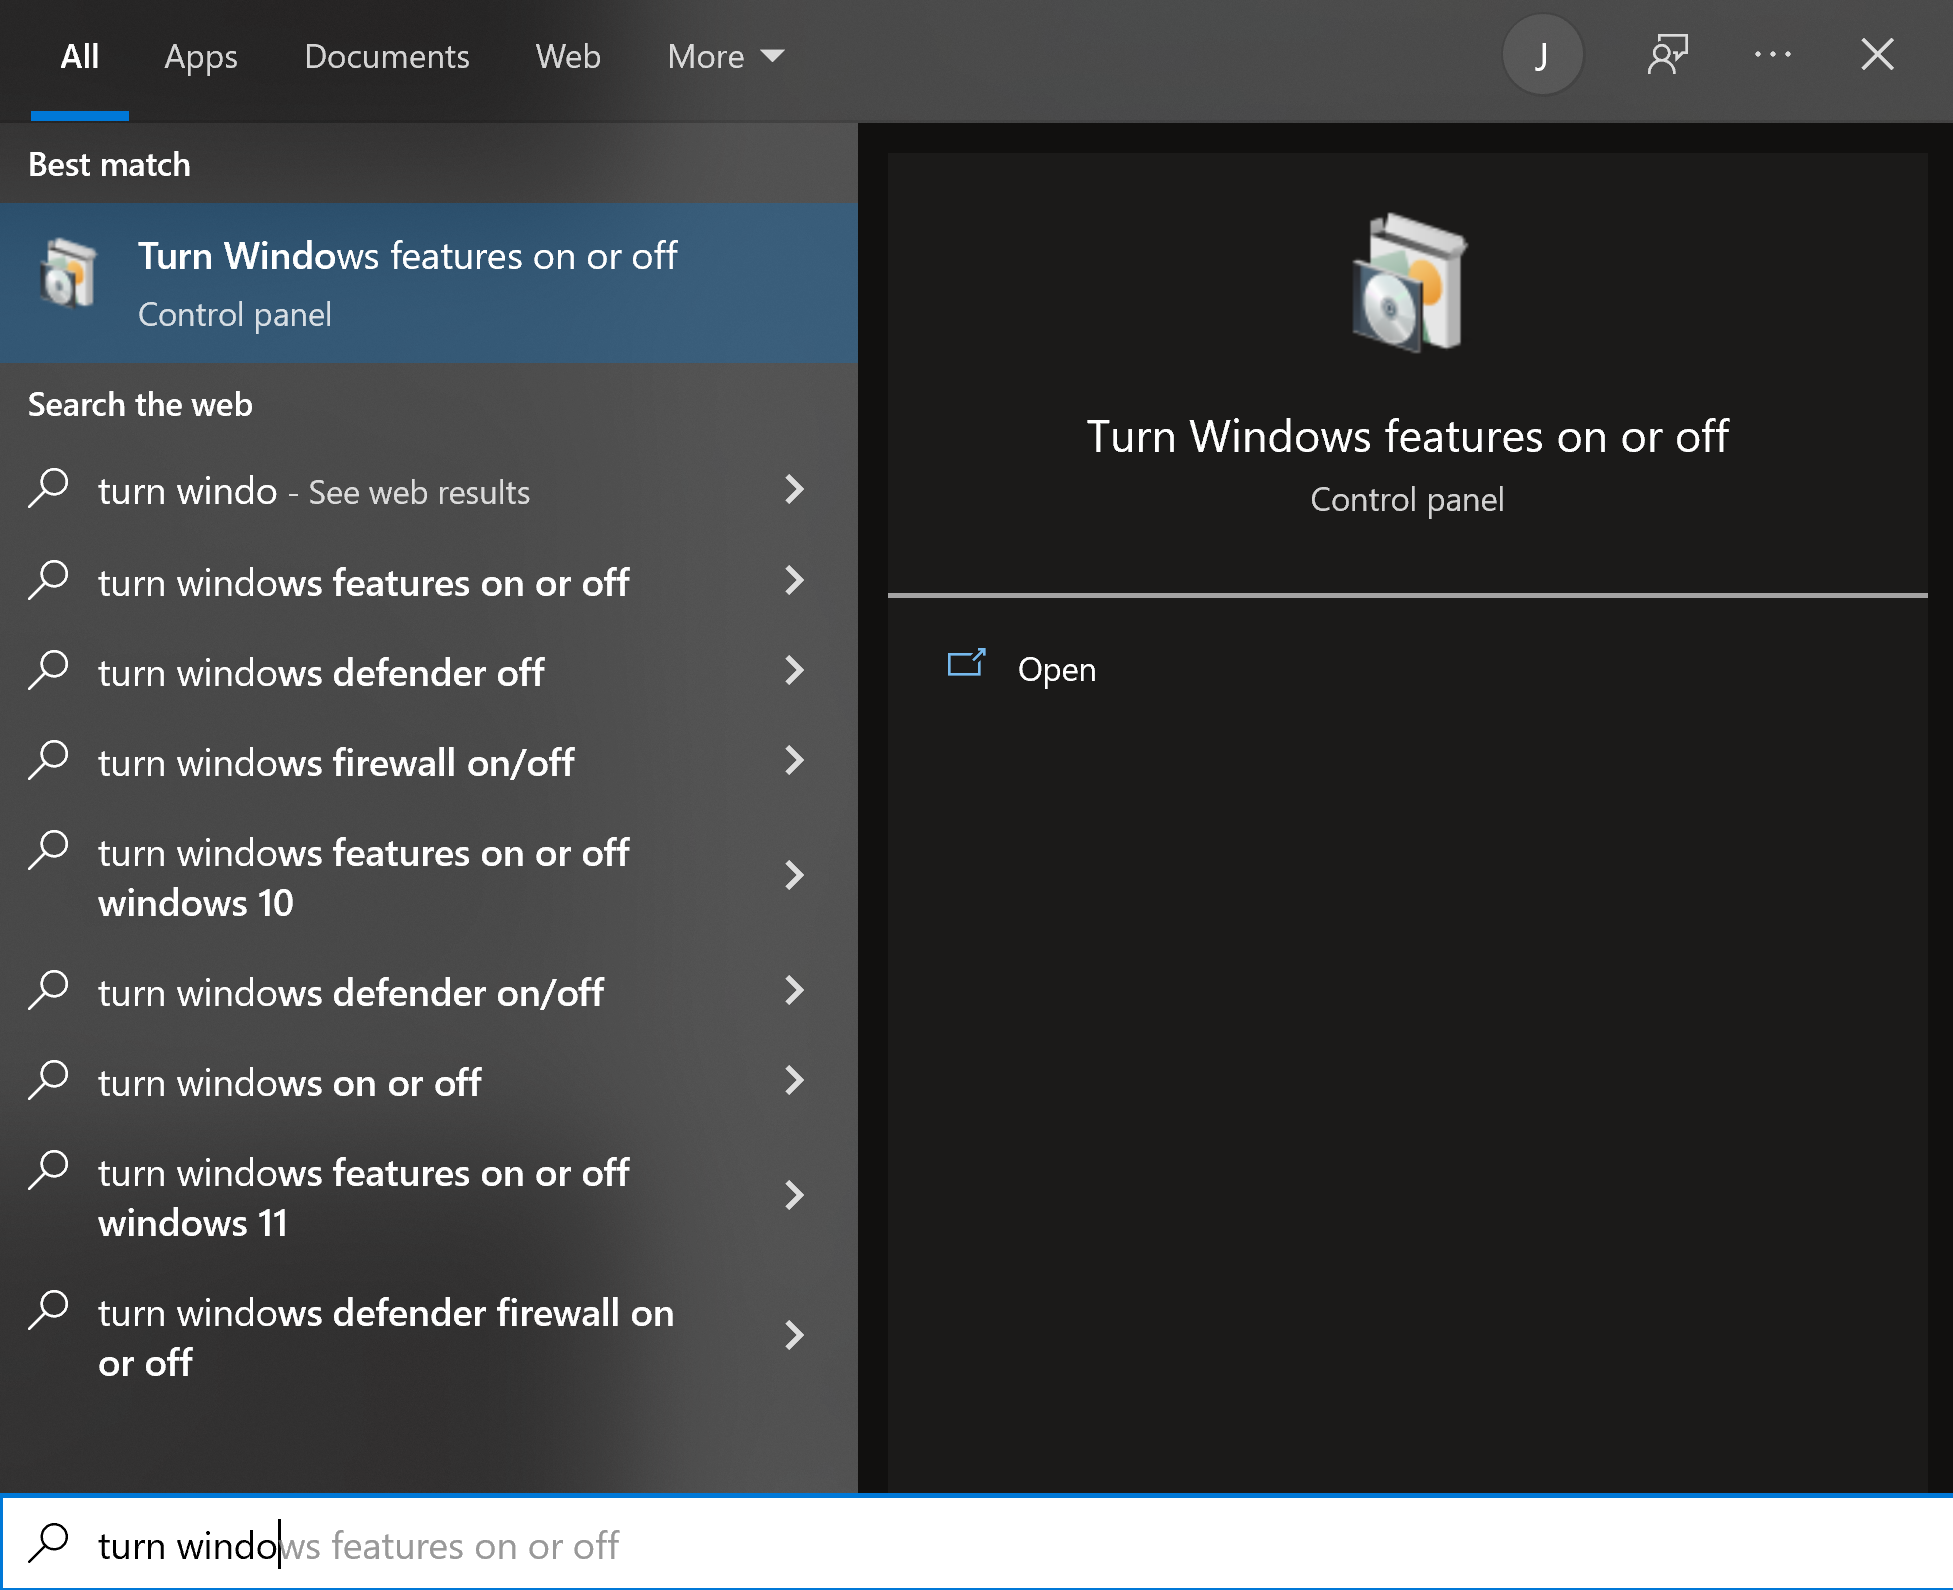 All
Apps
Documents
Web
More
J
Best match
Turn Windows features on or off
Control panel
Search the web
turn windo - See web results
turn windows features on or off
turn windows defender off
turn windows firewall on/off
turn windows features on or off
windows 10
turn windows defender on/off
turn windows on or off
turn windows features on or off
windows 11
turn windows defender firewall on
or off
Turn Windows features on or off
Control panel
Open
turn windows features on or off